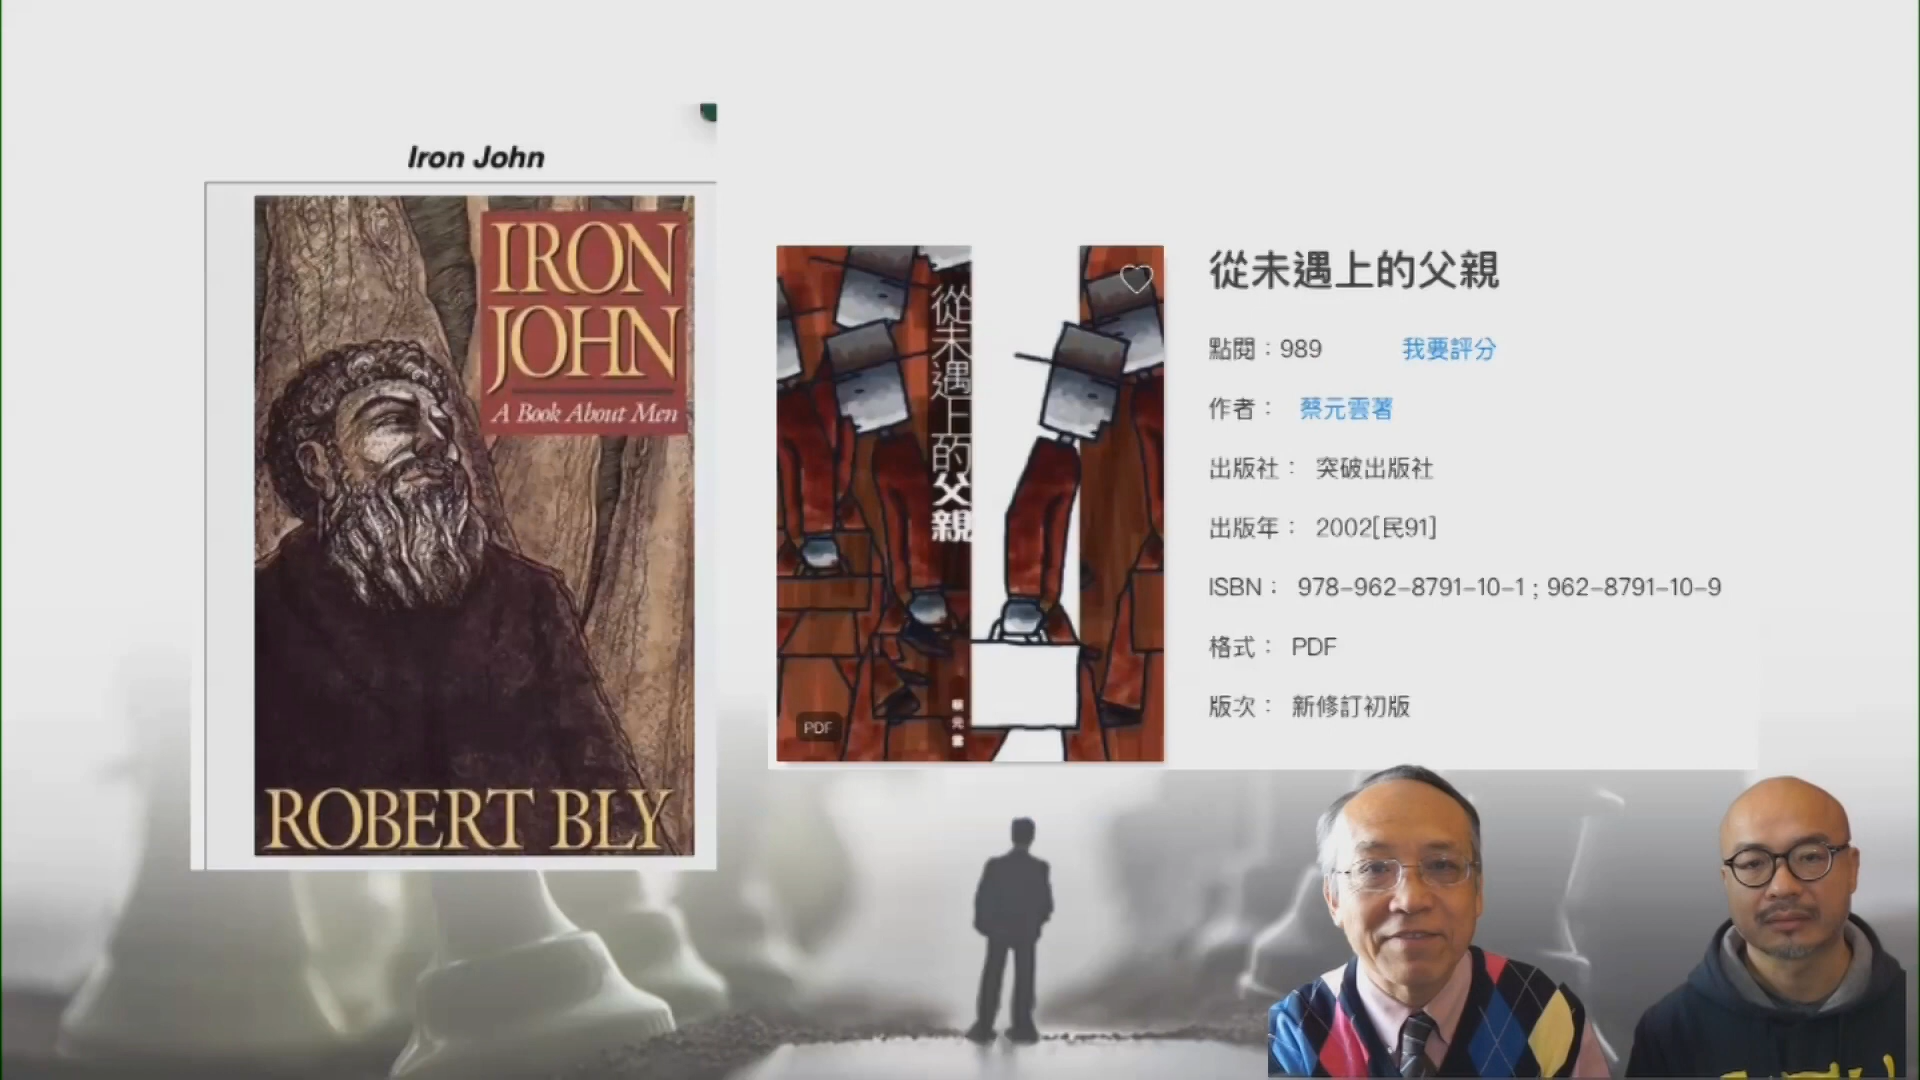 Iron John
IRON
JOHN
A Book About Men
ROBERT BLY
從未遇上的父親
蔡元雲
PDF
從未遇上的父親
點閱：989 我要評分
作者： 蔡元雲著
出版社： 突破出版社
出版年： 2002[民91]
ISBN： 978-962-8791-10-1 ; 962-8791-10-9
格式： PDF
版次： 新修訂初版